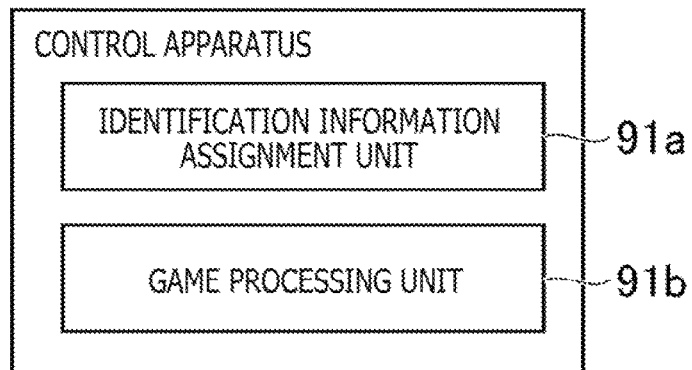 CONTROL APPARATUS
IDENTIFICATION INFORMATION
ASSIGNMENT UNIT
91a
GAME PROCESSING UNIT
91b